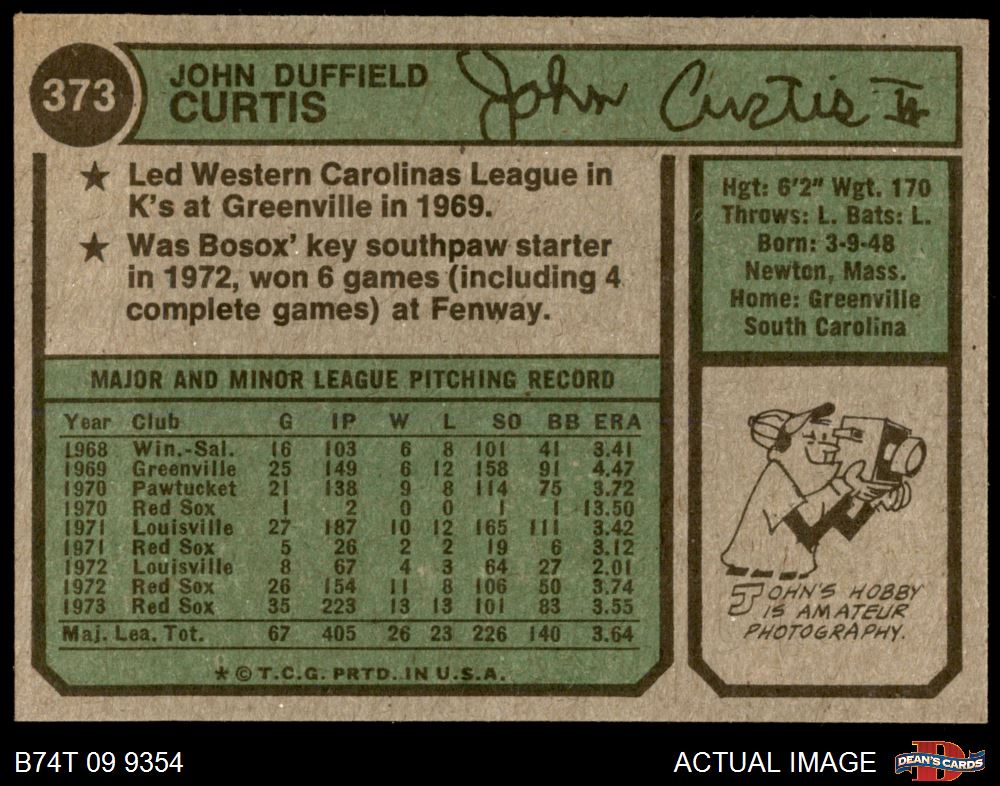 373
JOHN DUFFIELD
CURTIS
John Curtis II
★ Led Western Carolinas League in
K's at Greenville in 1969.
★ Was Bosox' key southpaw starter
in 1972, won 6 games (including 4
complete games) at Fenway.
Hgt: 6'2" Wgt. 170
Throws: L. Bats: L.
Born: 3-9-48
Newton, Mass.
Home: Greenville
South Carolina
MAJOR AND MINOR LEAGUE PITCHING RECORD
Year Club G IP W L SO BB ERA
1968 Win.-Sal. 16 103 6 8 101 41 3.41
1969 Greenville 25 149 6 12 158 91 4.47
1970 Pawtucket 21 138 9 8 114 75 3.72
1970 Red Sox 1 2 0 0 1 1 13.50
1971 Louisville 27 187 10 12 165 111 3.42
1971 Red Sox 5 26 2 2 19 6 3.12
1972 Louisville 8 67 4 3 64 27 2.01
1972 Red Sox 26 154 11 8 106 50 3.74
1973 Red Sox 35 223 13 13 101 83 3.55
Maj. Lea. Tot. 67 405 26 23 226 140 3.64
* © T.C.G. PRTD. IN U.S.A.
JOHN'S HOBBY
IS AMATEUR
PHOTOGRAPHY.
B74T 09 9354
ACTUAL IMAGE
DEAN'S CARDS